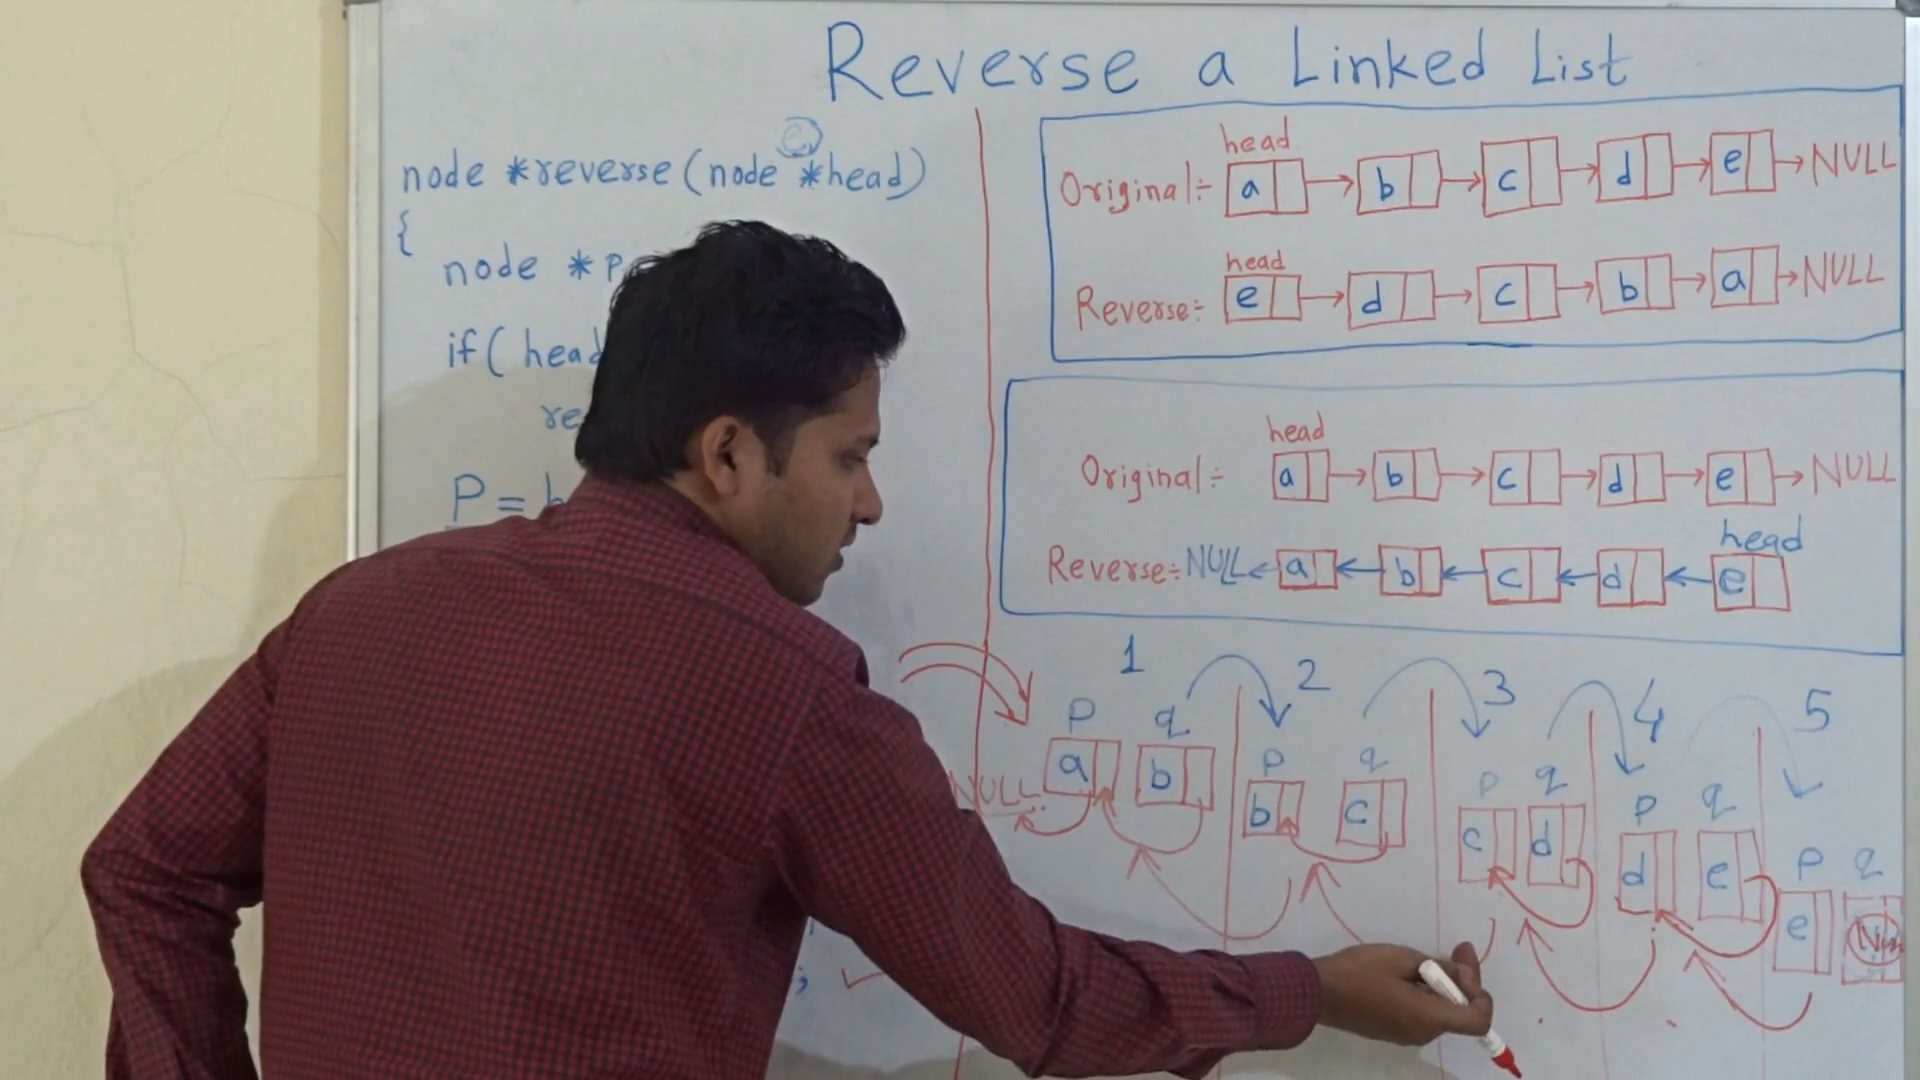 Reverse a Linked List
e
node *reverse(node *head)
{
node *p
if( head
re
P = h
;
head
Original:- a b c d e NULL
head
Reverse:- e d c b a NULL
head
Original:- a b c d e NULL
head
Reverse:- NULL a b c d e
1 2 3 4 5
P q P q P q P q P q
NULL a b b c c d d e e